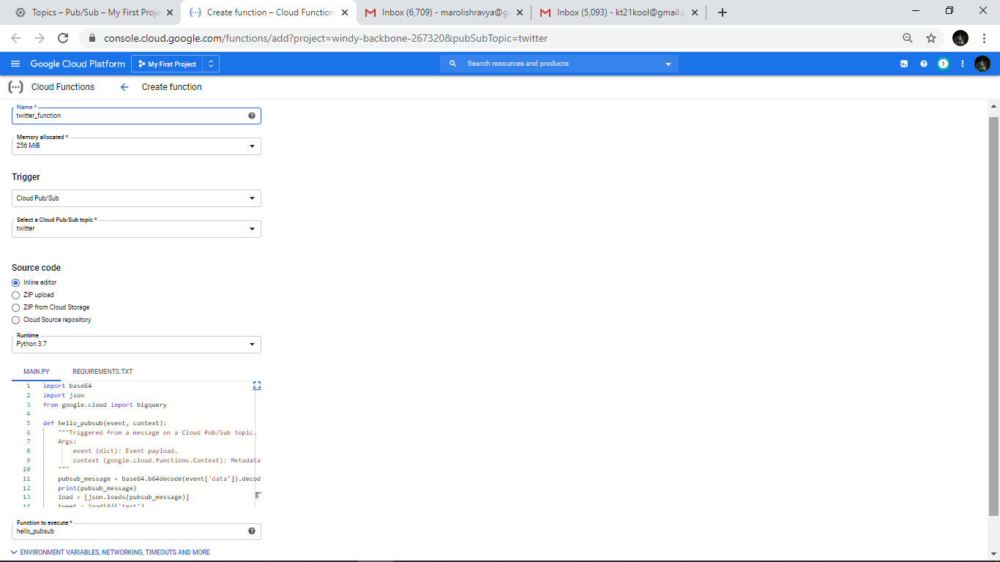 Topics – Pub/Sub – My First Proje
Create function – Cloud Function
Inbox (6,709) - marolishravya@g
Inbox (5,093) - kt21kool@gmail.c
console.cloud.google.com/functions/add?project=windy-backbone-267320&pubSubTopic=twitter
Google Cloud Platform
My First Project
Search resources and products
1
Cloud Functions
Create function
Name *
twitter_function
Memory allocated *
256 MiB
Trigger
Cloud Pub/Sub
Select a Cloud Pub/Sub topic *
twitter
Source code
Inline editor
ZIP upload
ZIP from Cloud Storage
Cloud Source repository
Runtime
Python 3.7
MAIN.PY REQUIREMENTS.TXT
1 import base64
2 import json
3 from google.cloud import bigquery
4
5 def hello_pubsub(event, context):
6 """Triggered from a message on a Cloud Pub/Sub topic.
7 Args:
8 event (dict): Event payload.
9 context (google.cloud.functions.Context): Metadata
10 """
11 pubsub_message = base64.b64decode(event['data']).decod
12 print(pubsub_message)
13 load = [json.loads(pubsub_message)]
14 tweet = load[0]['text']
Function to execute *
hello_pubsub
ENVIRONMENT VARIABLES, NETWORKING, TIMEOUTS AND MORE